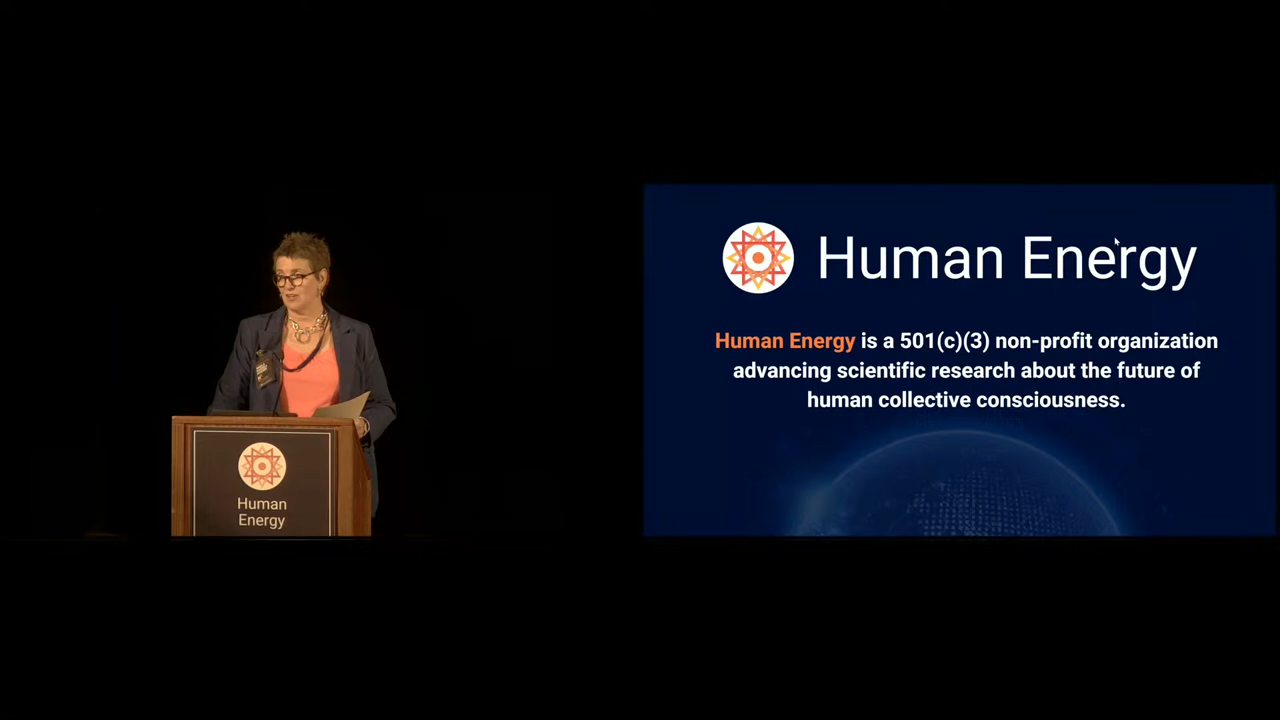 Human Energy
Human Energy is a 501(c)(3) non-profit organization
advancing scientific research about the future of
human collective consciousness.
Human
Energy